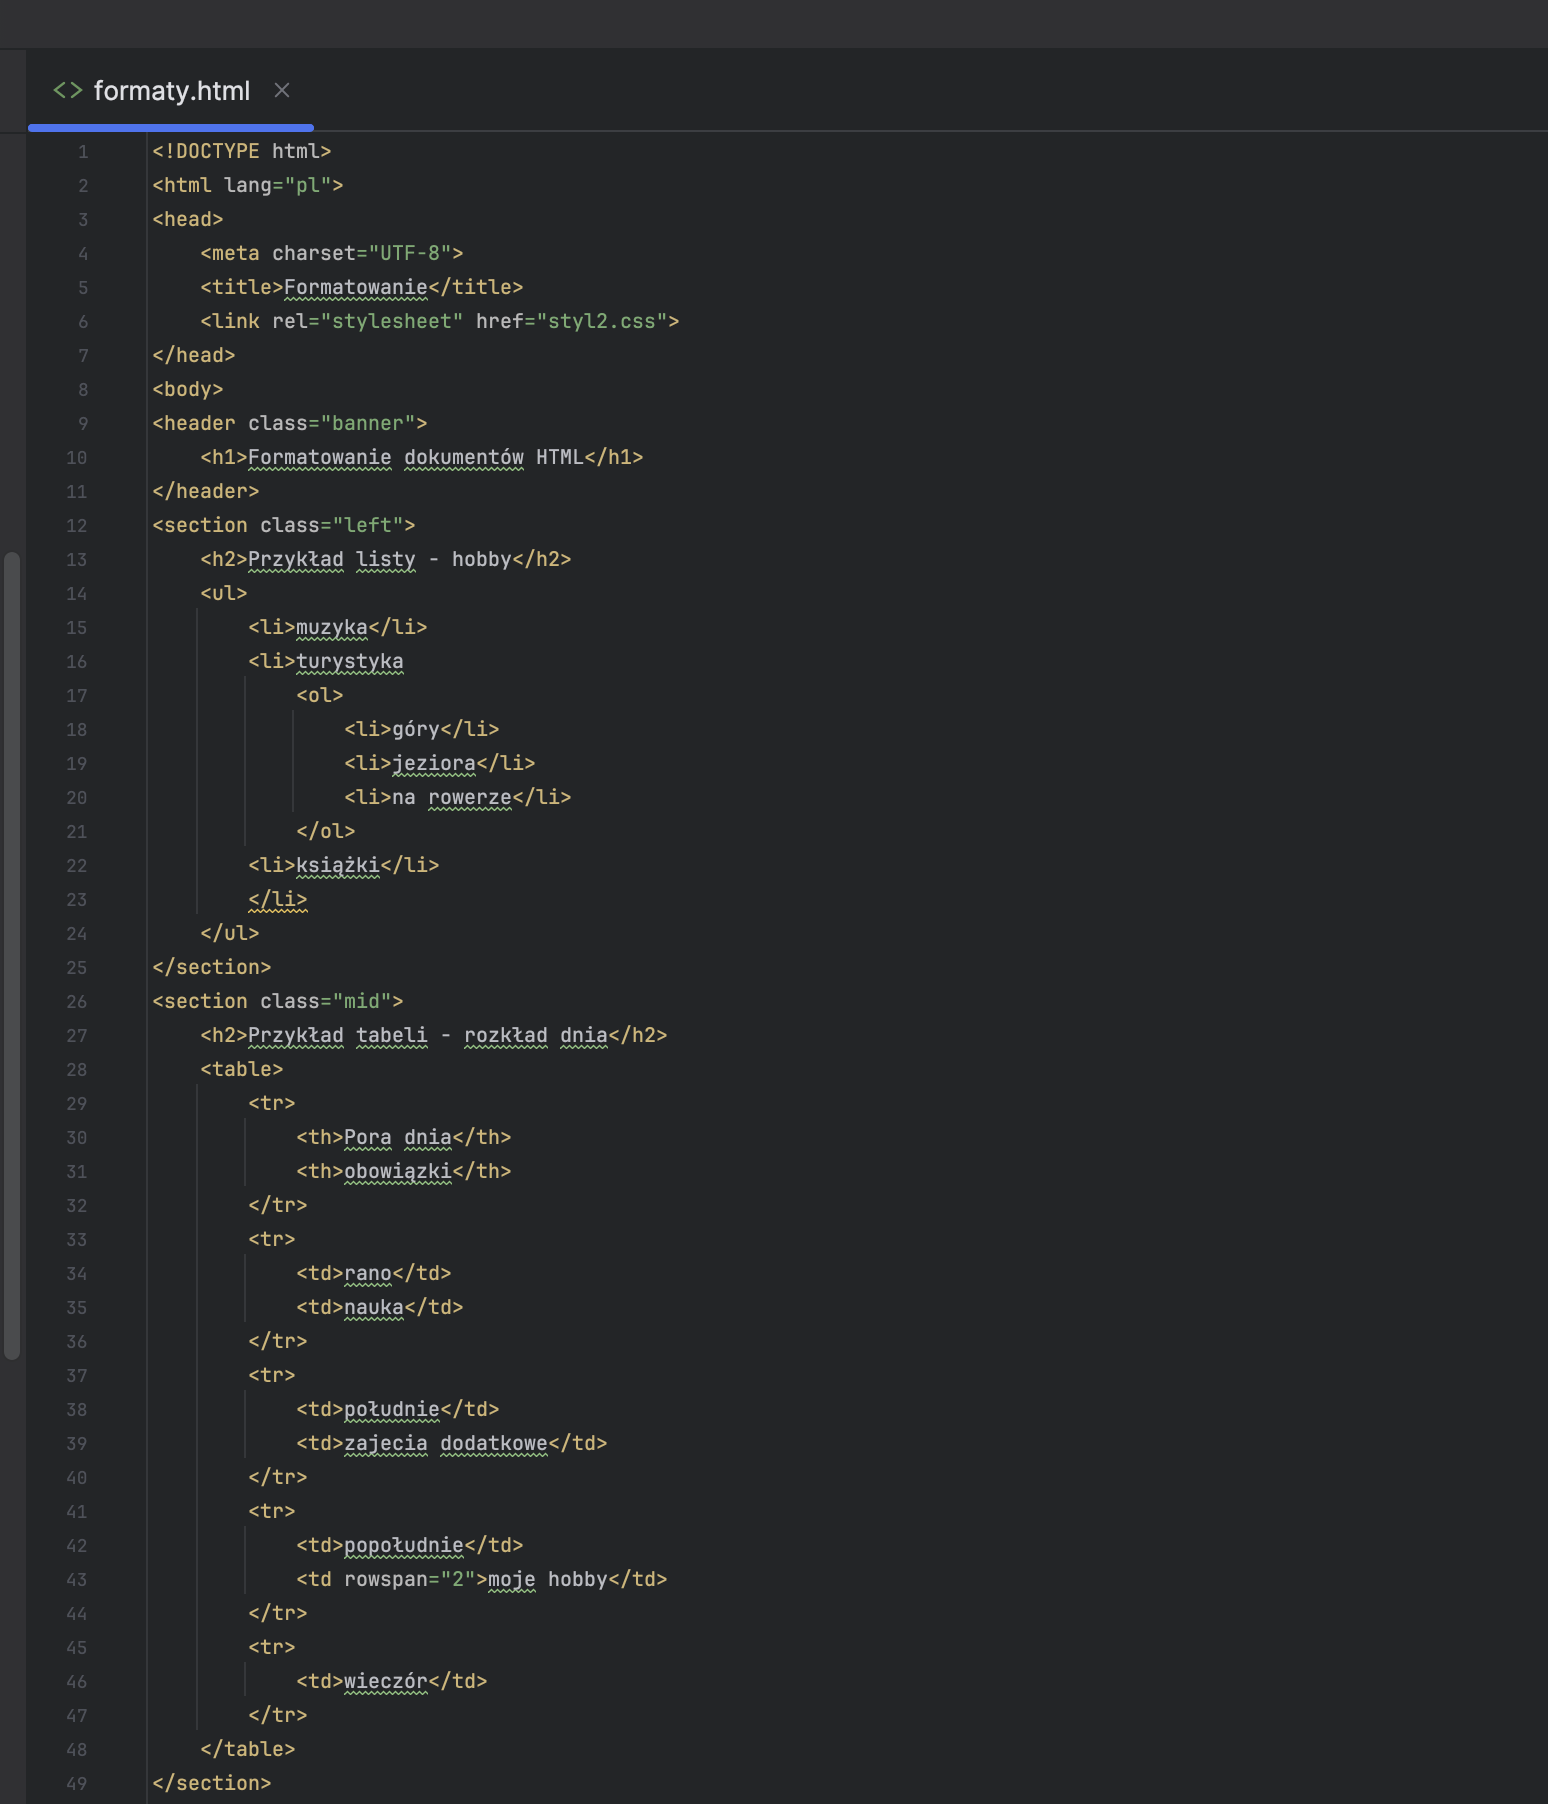 formaty.html
1 <!DOCTYPE html>
2 <html lang="pl">
3 <head>
4     <meta charset="UTF-8">
5     <title>Formatowanie</title>
6     <link rel="stylesheet" href="styl2.css">
7 </head>
8 <body>
9 <header class="banner">
10     <h1>Formatowanie dokumentów HTML</h1>
11 </header>
12 <section class="left">
13     <h2>Przykład listy - hobby</h2>
14     <ul>
15         <li>muzyka</li>
16         <li>turystyka
17             <ol>
18                 <li>góry</li>
19                 <li>jeziora</li>
20                 <li>na rowerze</li>
21             </ol>
22         <li>książki</li>
23         </li>
24     </ul>
25 </section>
26 <section class="mid">
27     <h2>Przykład tabeli - rozkład dnia</h2>
28     <table>
29         <tr>
30             <th>Pora dnia</th>
31             <th>obowiązki</th>
32         </tr>
33         <tr>
34             <td>rano</td>
35             <td>nauka</td>
36         </tr>
37         <tr>
38             <td>południe</td>
39             <td>zajecia dodatkowe</td>
40         </tr>
41         <tr>
42             <td>popołudnie</td>
43             <td rowspan="2">moje hobby</td>
44         </tr>
45         <tr>
46             <td>wieczór</td>
47         </tr>
48     </table>
49 </section>